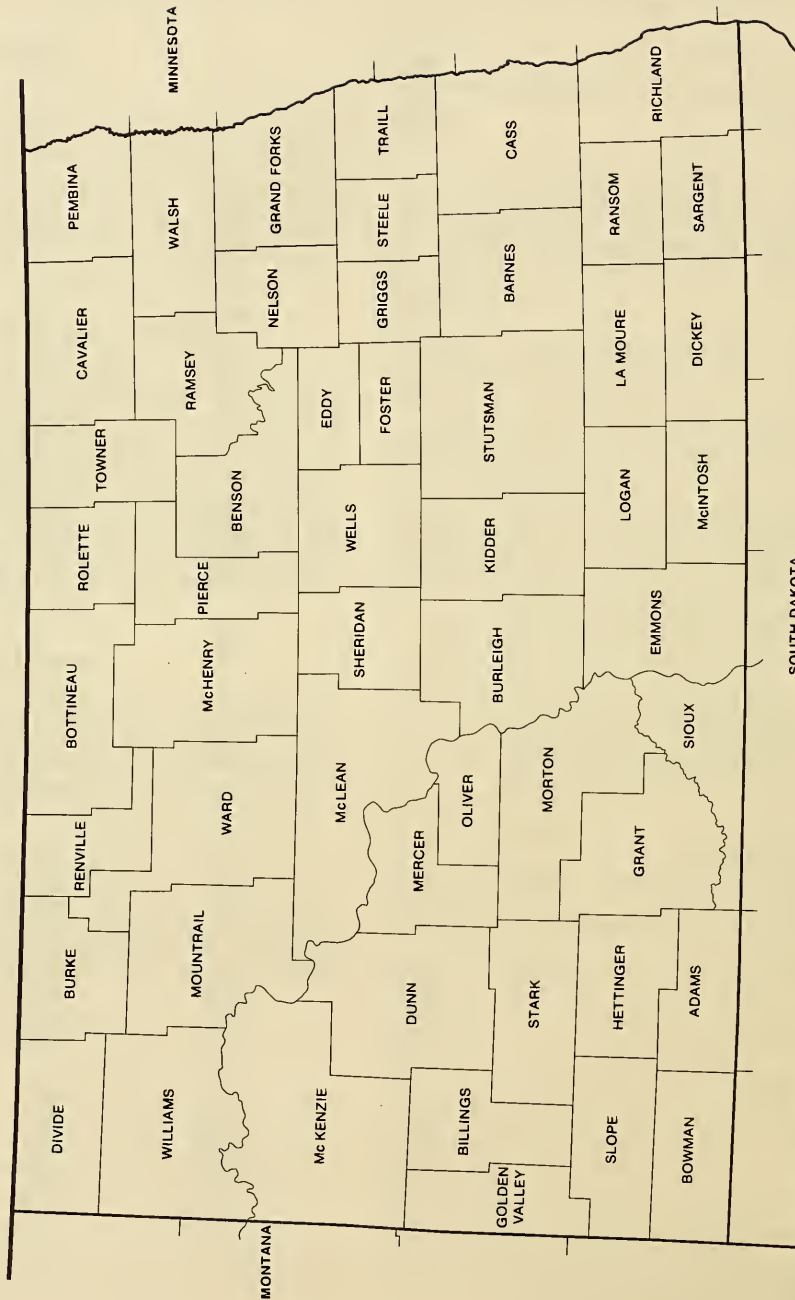 MINNESOTA
MONTANA
SOUTH DAKOTA
DIVIDE
BURKE
RENVILLE
BOTTINEAU
ROLETTE
TOWNER
CAVALIER
PEMBINA
WILLIAMS
MOUNTRAIL
WARD
McHENRY
PIERCE
BENSON
RAMSEY
WALSH
NELSON
GRAND FORKS
McKENZIE
DUNN
McLEAN
MERCER
OLIVER
SHERIDAN
WELLS
EDDY
FOSTER
GRIGGS
STEELE
TRAILL
GOLDEN
VALLEY
BILLINGS
STARK
MORTON
BURLEIGH
KIDDER
STUTSMAN
BARNES
CASS
SLOPE
HETTINGER
GRANT
SIOUX
EMMONS
LOGAN
LA MOURE
RANSOM
RICHLAND
BOWMAN
ADAMS
McINTOSH
DICKEY
SARGENT